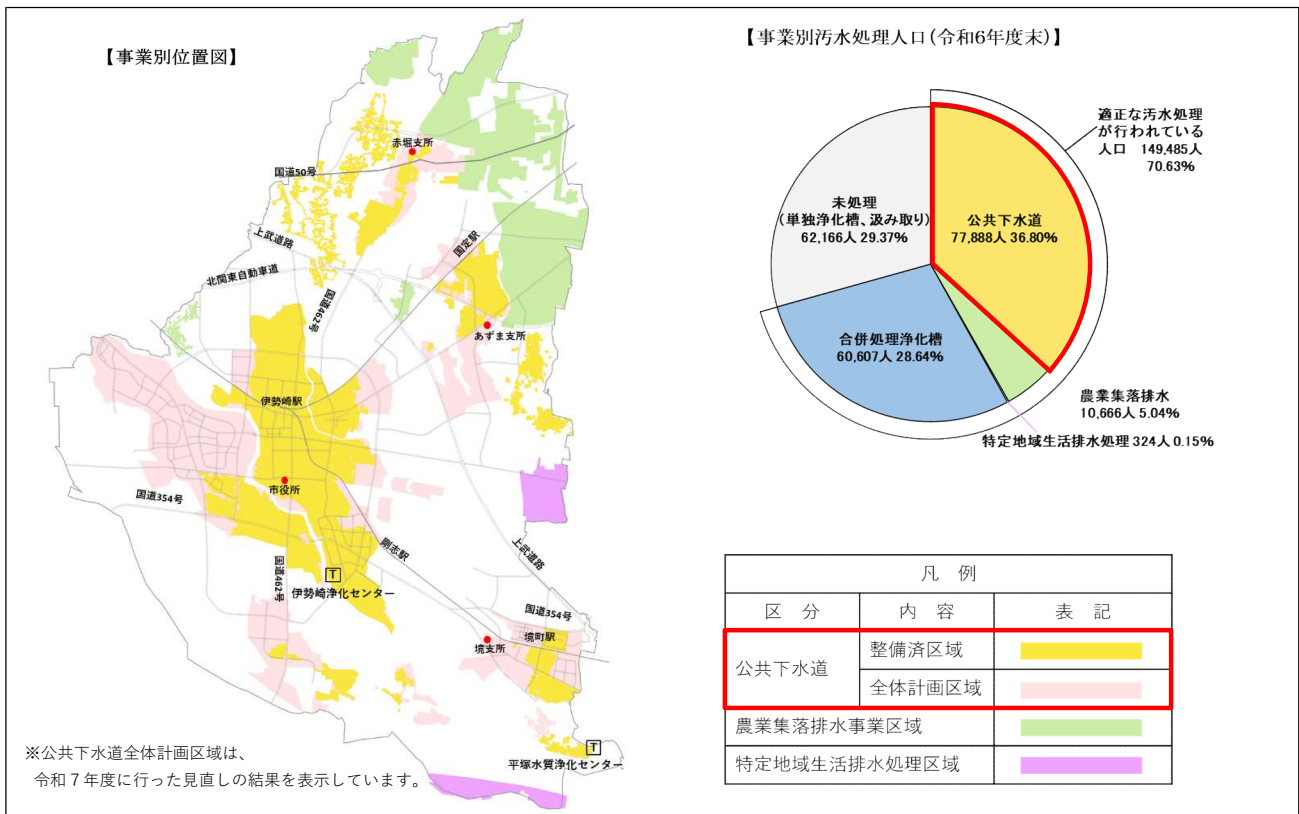 【事業別位置図】
赤堀支所
国道50号
上武道路
国定駅
北関東自動車道
国道462号
あずま支所
伊勢崎駅
市役所
国道354号
剛志駅
上武道路
国道462号
T
伊勢崎浄化センター
国道354号
境町駅
境支所
T
平塚水質浄化センター
※公共下水道全体計画区域は、
令和７年度に行った見直しの結果を表示しています。
【事業別汚水処理人口(令和6年度末)】
適正な汚水処理
が行われている
人口 149,485人
70.63%
未処理
(単独浄化槽、汲み取り)
62,166人 29.37%
公共下水道
77,888人 36.80%
合併処理浄化槽
60,607人 28.64%
農業集落排水
10,666人 5.04%
特定地域生活排水処理 324人 0.15%
凡 例
区 分 内 容 表 記
公共下水道 整備済区域
全体計画区域
農業集落排水事業区域
特定地域生活排水処理区域